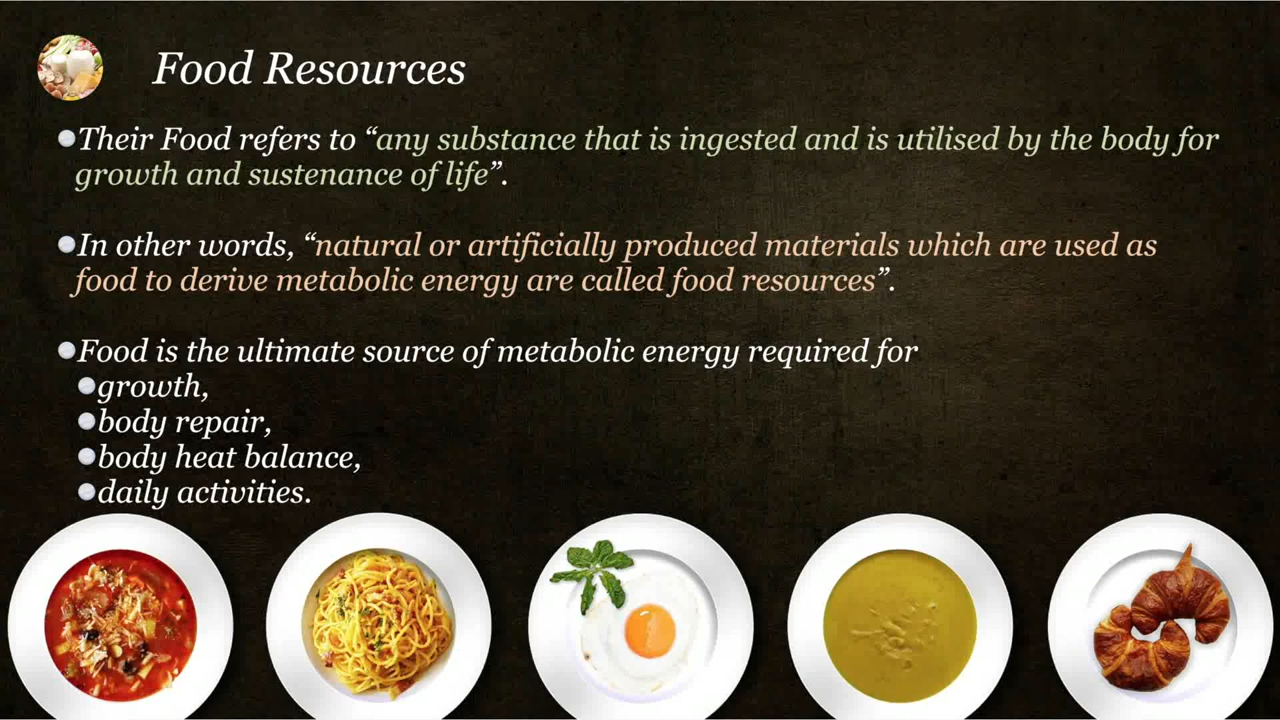 Food Resources
Their Food refers to “any substance that is ingested and is utilised by the body for
growth and sustenance of life”.
In other words, “natural or artificially produced materials which are used as
food to derive metabolic energy are called food resources”.
Food is the ultimate source of metabolic energy required for
growth,
body repair,
body heat balance,
daily activities.